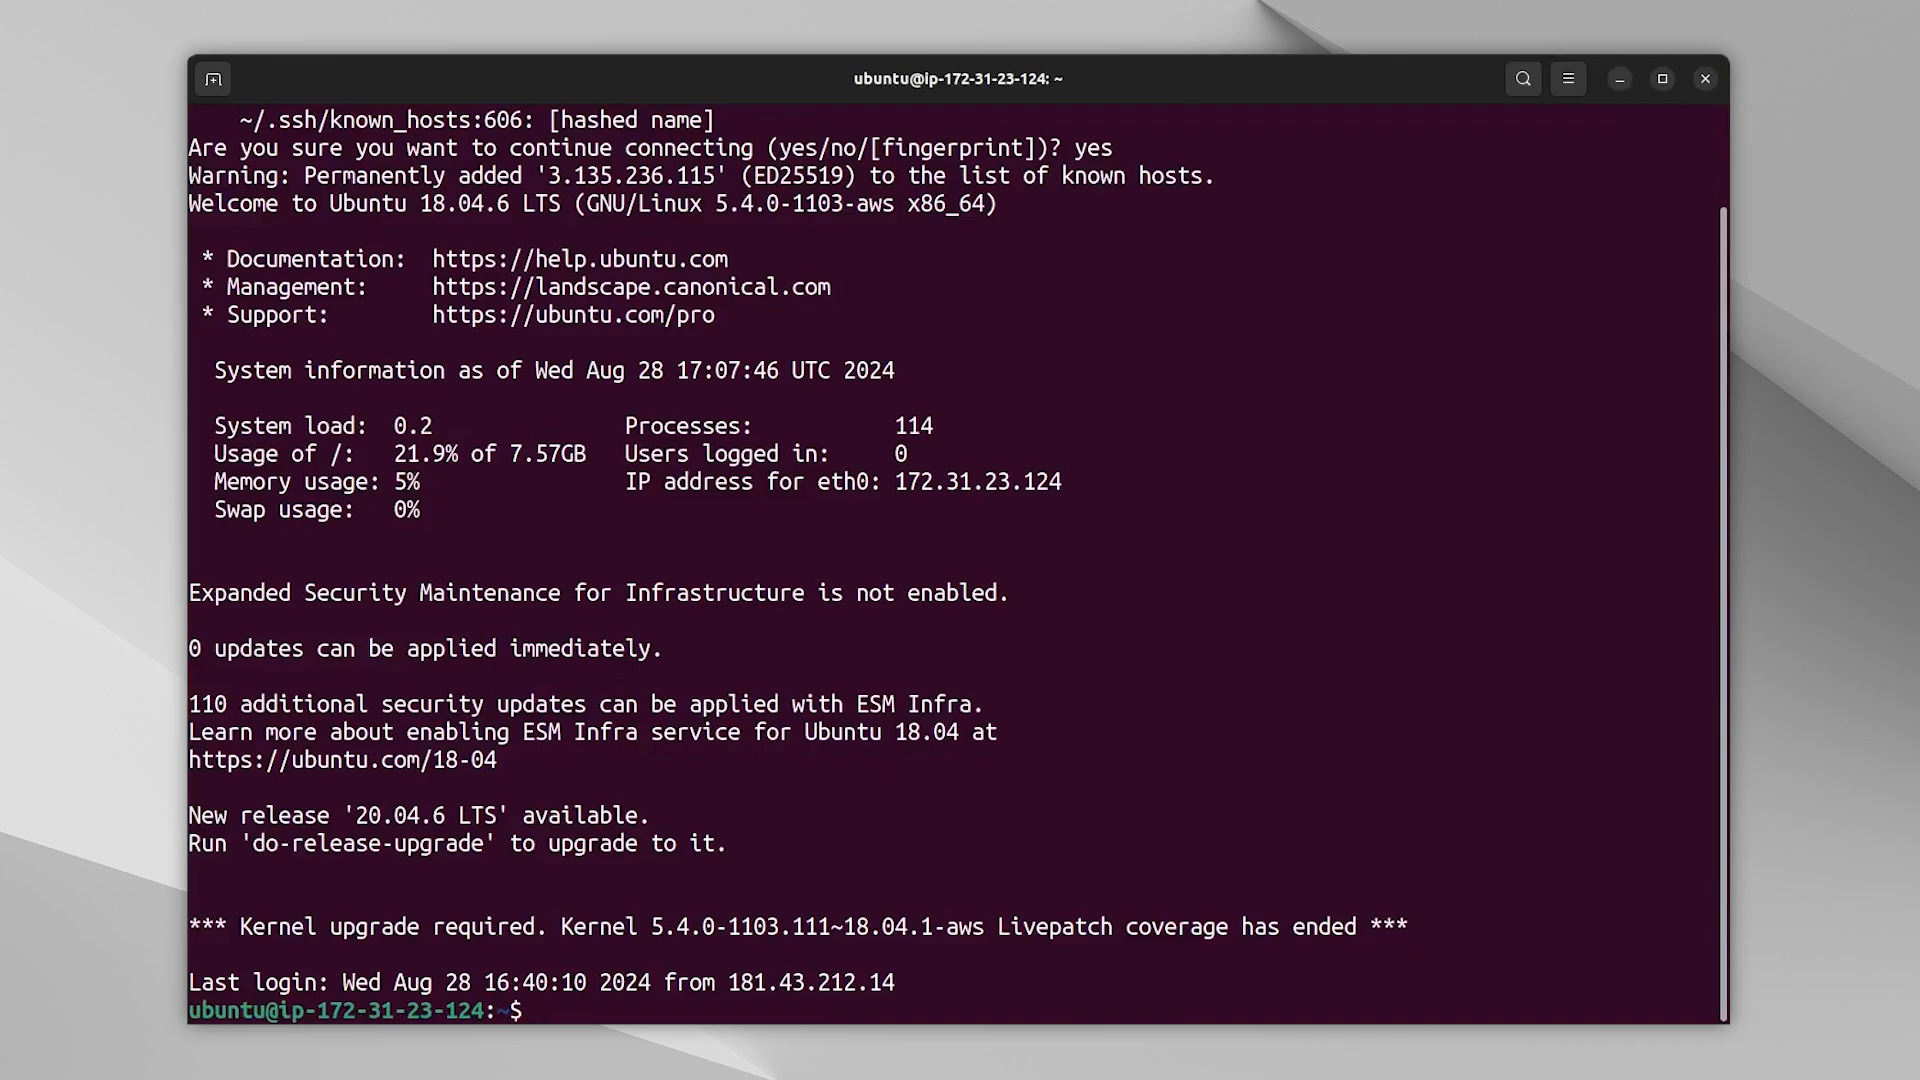 ubuntu@ip-172-31-23-124: ~
~/.ssh/known_hosts:606: [hashed name]
Are you sure you want to continue connecting (yes/no/[fingerprint])? yes
Warning: Permanently added '3.135.236.115' (ED25519) to the list of known hosts.
Welcome to Ubuntu 18.04.6 LTS (GNU/Linux 5.4.0-1103-aws x86_64)
* Documentation: https://help.ubuntu.com
* Management: https://landscape.canonical.com
* Support: https://ubuntu.com/pro
System information as of Wed Aug 28 17:07:46 UTC 2024
System load: 0.2 Processes: 114
Usage of /: 21.9% of 7.57GB Users logged in: 0
Memory usage: 5% IP address for eth0: 172.31.23.124
Swap usage: 0%
Expanded Security Maintenance for Infrastructure is not enabled.
0 updates can be applied immediately.
110 additional security updates can be applied with ESM Infra.
Learn more about enabling ESM Infra service for Ubuntu 18.04 at
https://ubuntu.com/18-04
New release '20.04.6 LTS' available.
Run 'do-release-upgrade' to upgrade to it.
*** Kernel upgrade required. Kernel 5.4.0-1103.111~18.04.1-aws Livepatch coverage has ended ***
Last login: Wed Aug 28 16:40:10 2024 from 181.43.212.14
ubuntu@ip-172-31-23-124:~$